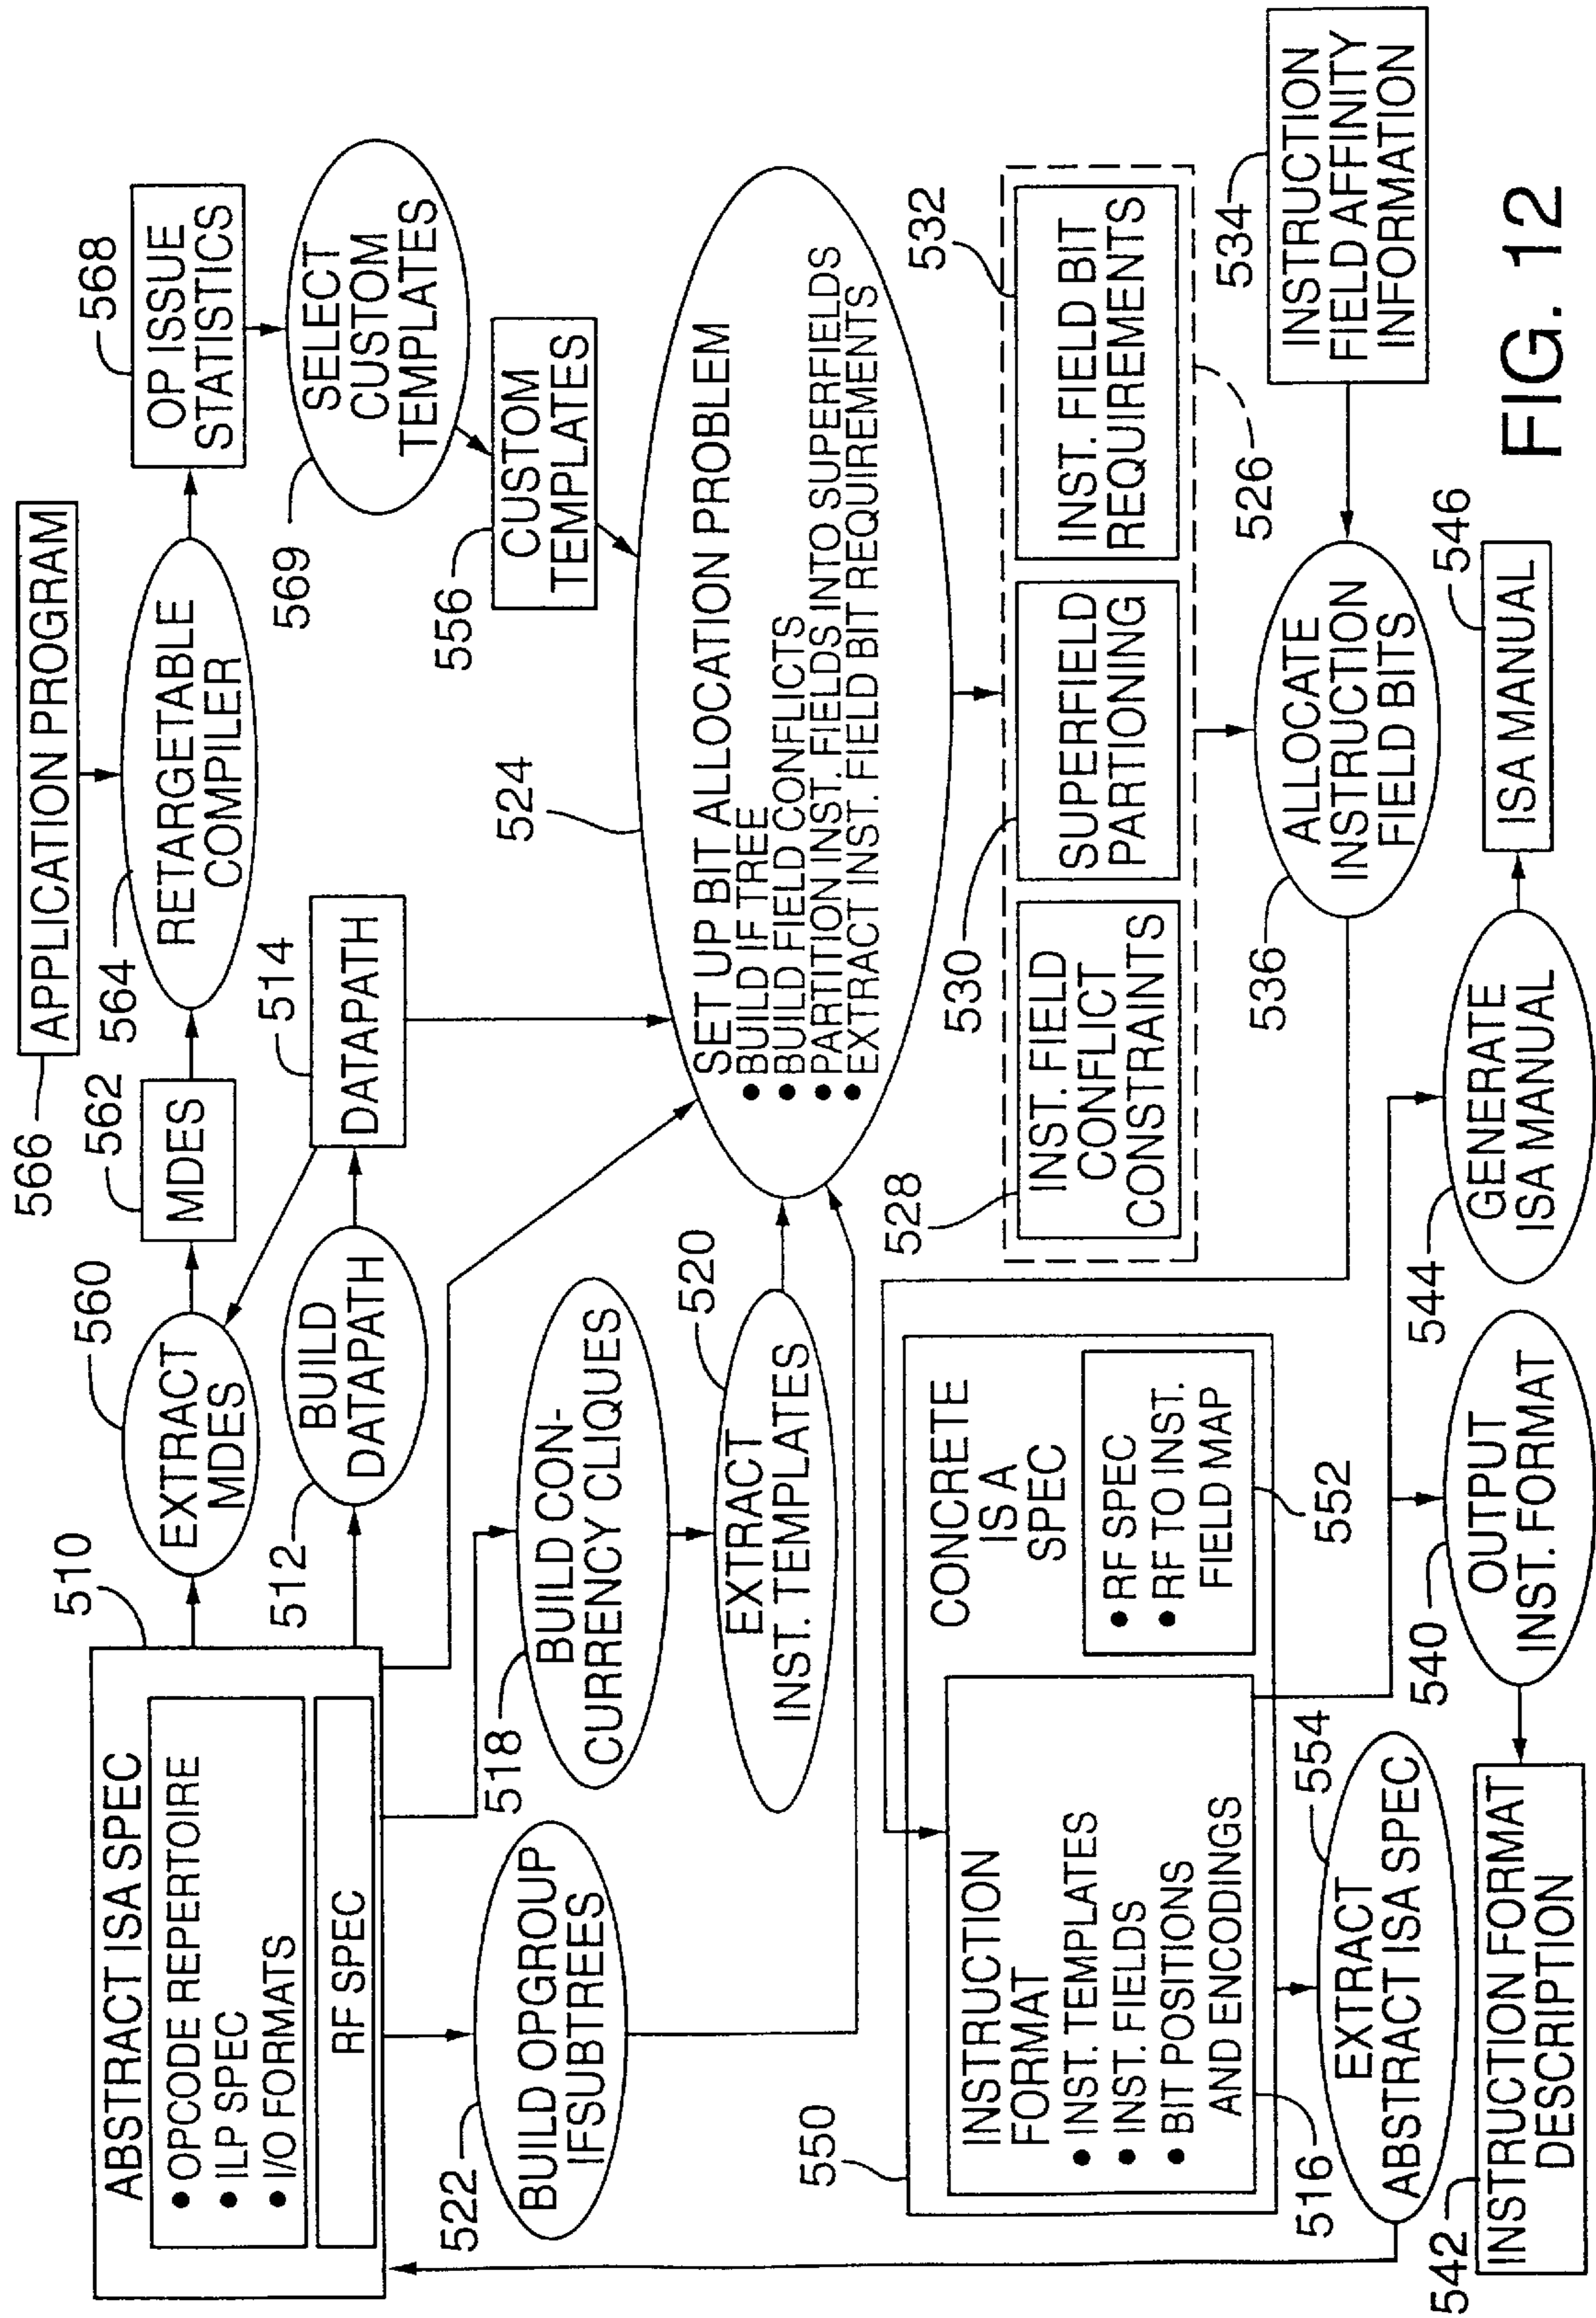 566
APPLICATION PROGRAM
510
ABSTRACT ISA SPEC
• OPCODE REPERTOIRE
• ILP SPEC
• I/O FORMATS
RF SPEC
560
EXTRACT
MDES
562
MDES
564
RETARGETABLE
COMPILER
568
OP ISSUE
STATISTICS
512
BUILD
DATAPATH
514
DATAPATH
569
SELECT
CUSTOM
TEMPLATES
556
CUSTOM
TEMPLATES
522
BUILD OPGROUP
IFSUBTREES
518
BUILD CON-
CURRENCY CLIQUES
520
EXTRACT
INST. TEMPLATES
524
SET UP BIT ALLOCATION PROBLEM
• BUILD IF TREE
• BUILD FIELD CONFLICTS
• PARTITION INST. FIELDS INTO SUPERFIELDS
• EXTRACT INST. FIELD BIT REQUIREMENTS
528
INST. FIELD
CONFLICT
CONSTRAINTS
530
SUPERFIELD
PARTIONING
532
INST. FIELD BIT
REQUIREMENTS
526
534
INSTRUCTION
FIELD AFFINITY
INFORMATION
536
ALLOCATE
INSTRUCTION
FIELD BITS
550
CONCRETE
IS A
SPEC
INSTRUCTION
FORMAT
• INST. TEMPLATES
• INST. FIELDS
• BIT POSITIONS
AND ENCODINGS
516
• RF SPEC
• RF TO INST.
FIELD MAP
552
554
EXTRACT
ABSTRACT ISA SPEC
542
INSTRUCTION FORMAT
DESCRIPTION
540
OUTPUT
INST. FORMAT
544
GENERATE
ISA MANUAL
546
ISA MANUAL
FIG. 12